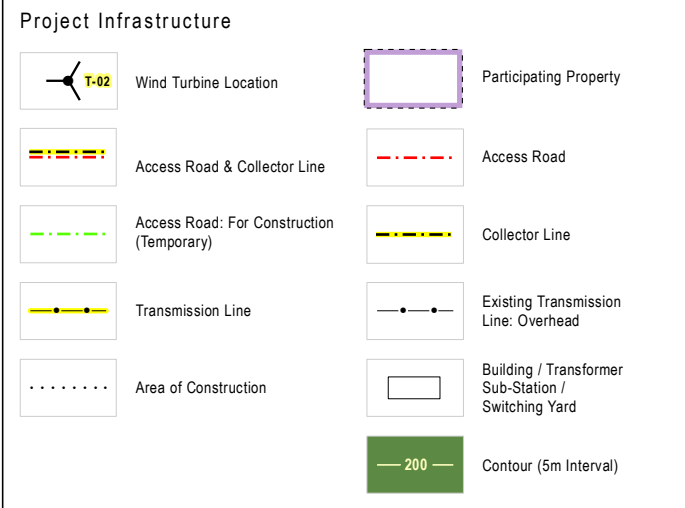 Project Infrastructure
T-02
Wind Turbine Location
Participating Property
Access Road & Collector Line
Access Road
Access Road: For Construction
(Temporary)
Collector Line
Transmission Line
Existing Transmission
Line: Overhead
Area of Construction
Building / Transformer
Sub-Station /
Switching Yard
200
Contour (5m Interval)